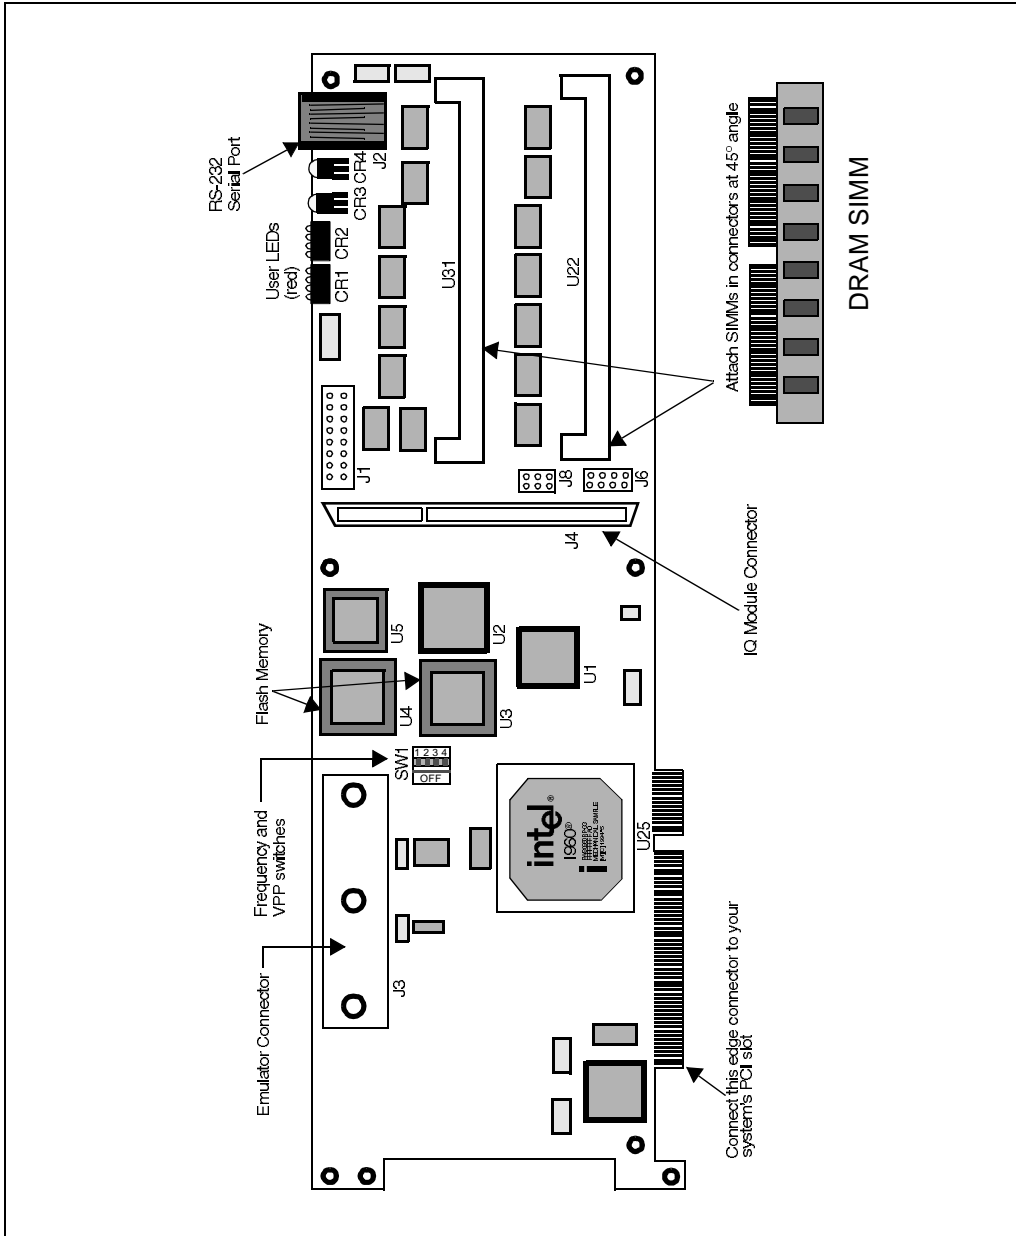 RS-232
Serial Port
J2
CR4
CR3
CR2
CR1
User LEDs
(red)
U31
U22
Attach SIMMs in connectors at 45° angle
DRAM SIMM
J1
J8
J6
J4
IQ Module Connector
Flash Memory
U5
U2
U4
U3
U1
SW1
1 2 3 4
OFF
Frequency and
VPP switches
Emulator Connector
J3
intel®
i960®
MECHANICAL SAMPLE
U25
Connect this edge connector to your
system's PCI slot